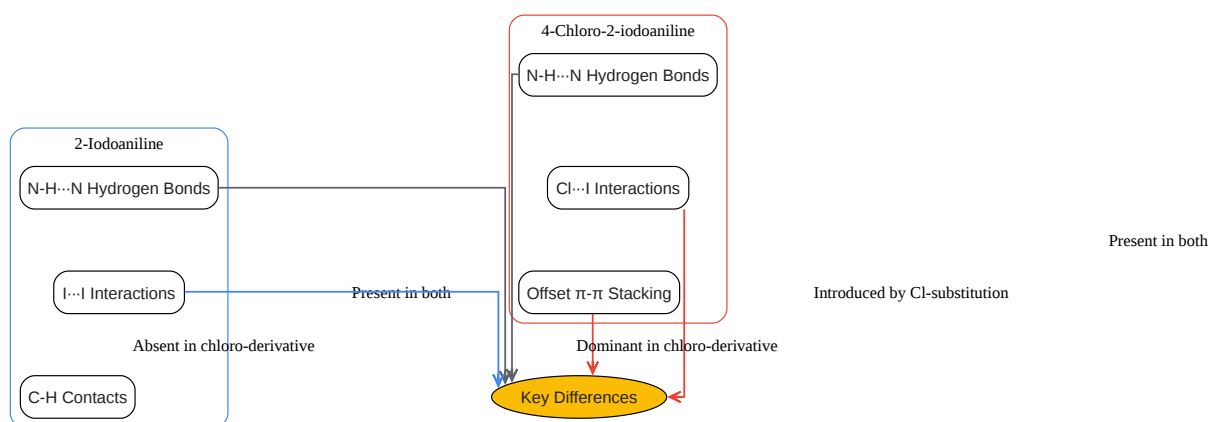 4-Chloro-2-iodoaniline
N-H···N Hydrogen Bonds
2-Iodoaniline
N-H···N Hydrogen Bonds
Cl···I Interactions
Present in both
I···I Interactions
Present in both
Offset π-π Stacking
Introduced by Cl-substitution
Absent in chloro-derivative
Dominant in chloro-derivative
C-H Contacts
Key Differences